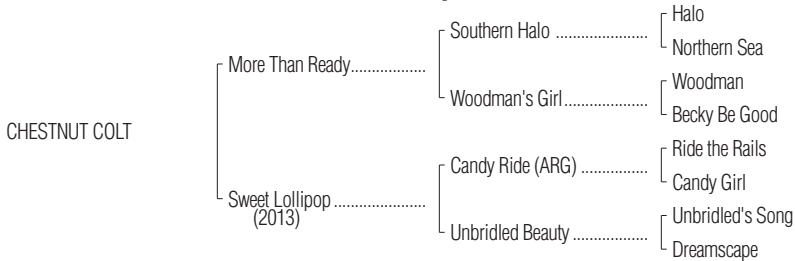 Halo
Southern Halo .....................
Northern Sea
More Than Ready..................
Woodman
Woodman's Girl....................
Becky Be Good
CHESTNUT COLT
Ride the Rails
Candy Ride (ARG) ................
Candy Girl
Sweet Lollipop ......................
(2013)
Unbridled's Song
Unbridled Beauty ..................
Dreamscape